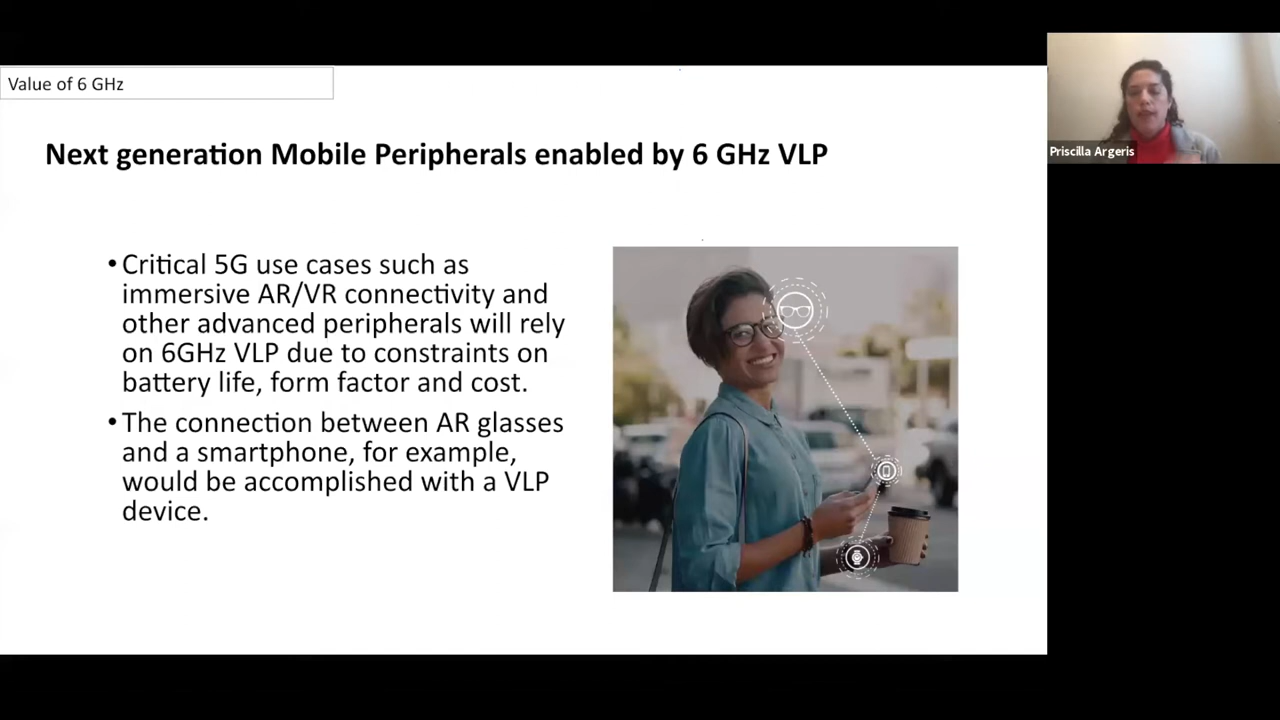 Value of 6 GHz
Next generation Mobile Peripherals enabled by 6 GHz VLP
•Critical 5G use cases such as
immersive AR/VR connectivity and
other advanced peripherals will rely
on 6GHz VLP due to constraints on
battery life, form factor and cost.
•The connection between AR glasses
and a smartphone, for example,
would be accomplished with a VLP
device.
Priscilla Argeris